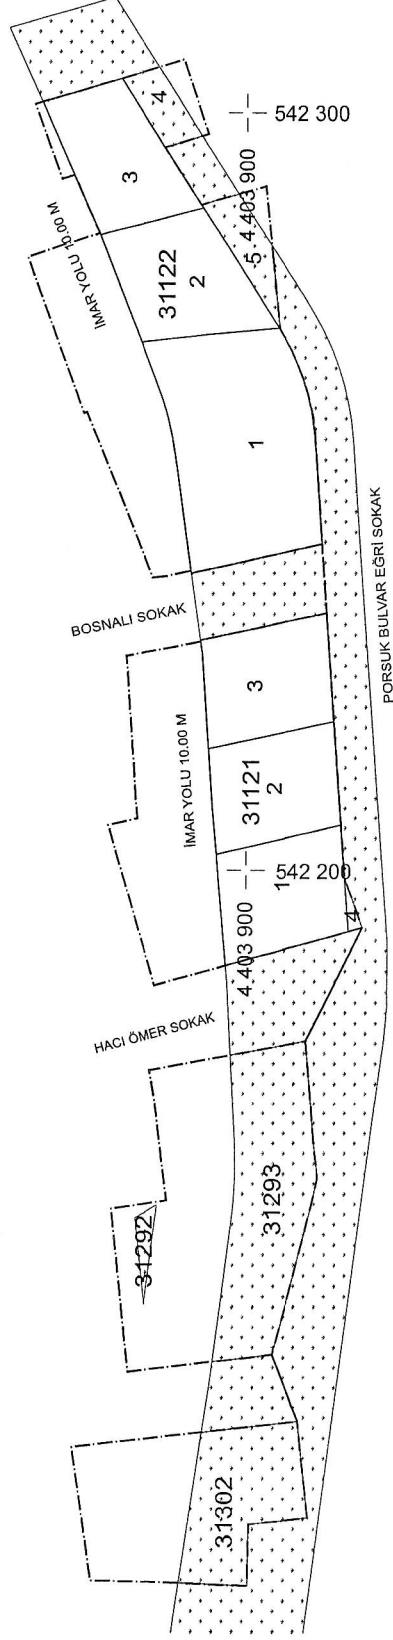 542 300
4
4 403 900
5
3
İMAR YOLU 10.00 M
31122
2
1
PORSUK BULVAR EĞRİ SOKAK
BOSNALI SOKAK
3
İMAR YOLU 10.00 M
31121
2
542 200
1
4
4 403 900
HACI ÖMER SOKAK
31293
31292
31302